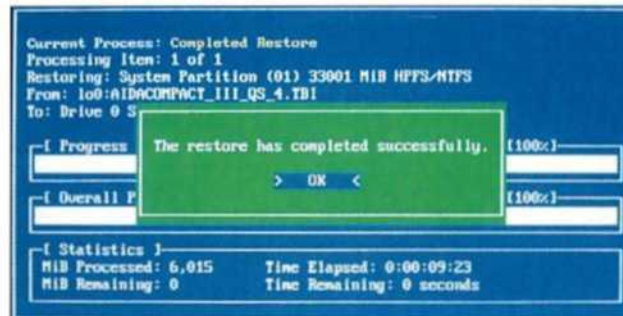 Current Process: Completed Restore
Processing Item: 1 of 1
Restoring: System Partition (01) 33001 MiB HPFS/NTFS
From: lo0:AIDACOMPACT_III_QS_4.TBI
To: Drive 0 S
[ Progress
[100%]
The restore has completed successfully.
> OK <
[ Overall P
[100%]
[ Statistics ]
MiB Processed: 6,015 Time Elapsed: 0:00:09:23
MiB Remaining: 0 Time Remaining: 0 seconds